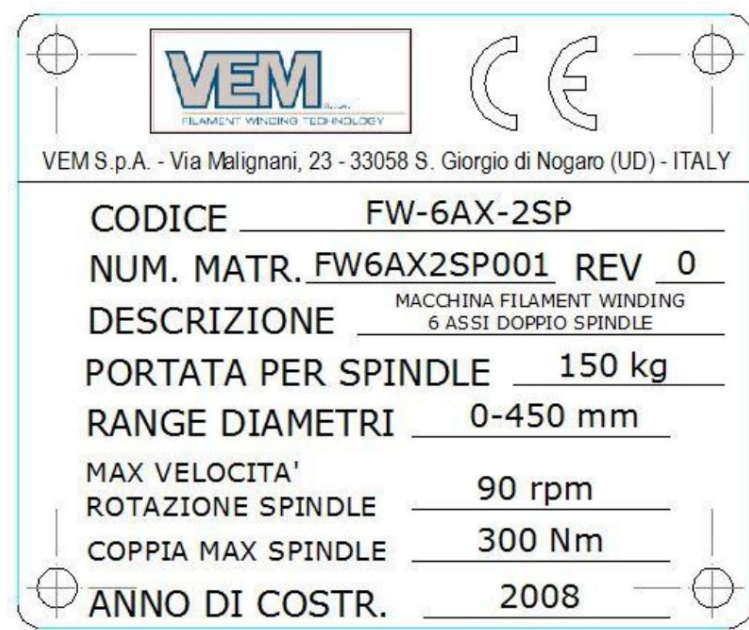 VEM
FILAMENT WINDING TECHNOLOGY
CE
VEM S.p.A. - Via Malignani, 23 - 33058 S. Giorgio di Nogaro (UD) - ITALY
CODICE FW-6AX-2SP
NUM. MATR. FW6AX2SP001 REV 0
DESCRIZIONE MACCHINA FILAMENT WINDING
6 ASSI DOPPIO SPINDLE
PORTATA PER SPINDLE 150 kg
RANGE DIAMETRI 0-450 mm
MAX VELOCITA'
ROTAZIONE SPINDLE 90 rpm
COPPIA MAX SPINDLE 300 Nm
ANNO DI COSTR. 2008